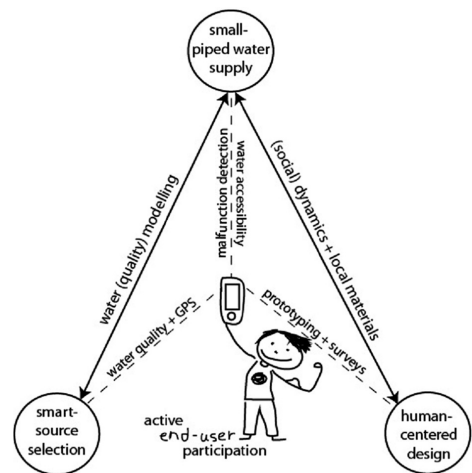 small-
piped water
supply
water (quality) modelling
malfunction detection
water accessibility
(social) dynamics + local materials
water quality + GPS
prototyping + surveys
smart-
source
selection
active
end-user
participation
human-
centered
design